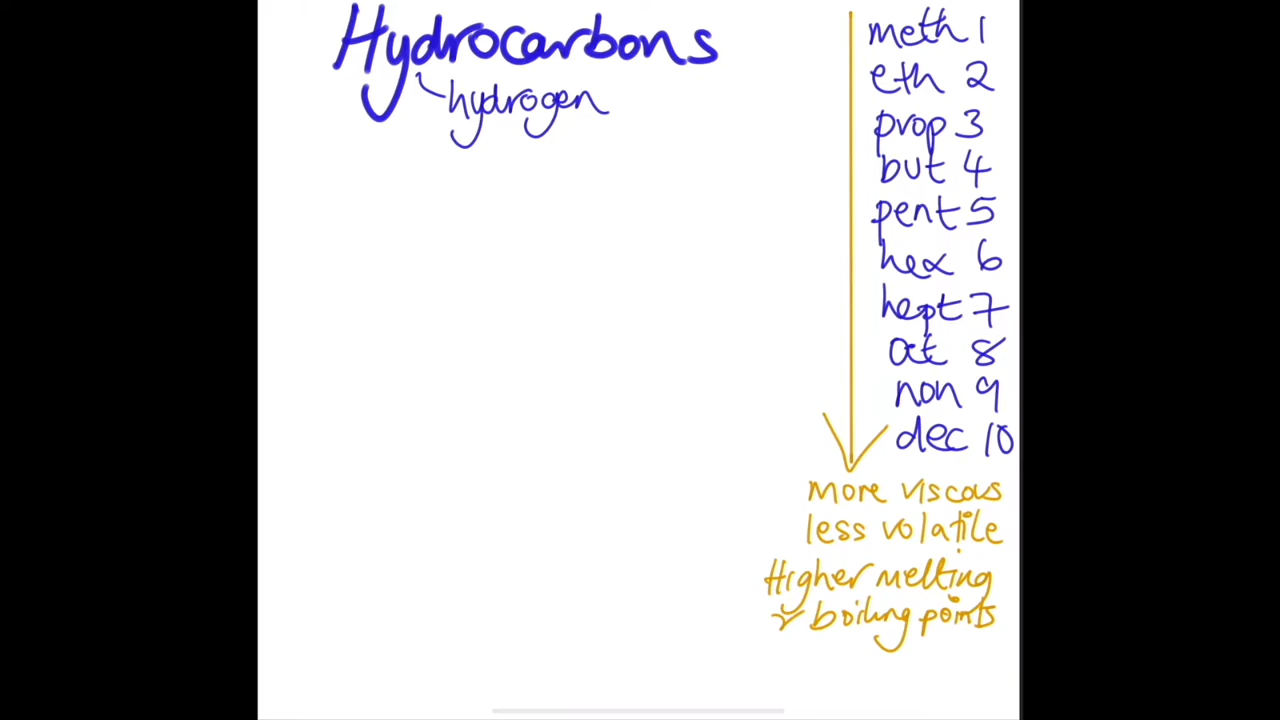 Hydrocarbons
hydrogen
meth 1
eth 2
prop 3
but 4
pent 5
hex 6
hept 7
oct 8
non 9
dec 10
more viscous
less volatile
Higher melting
& boiling points